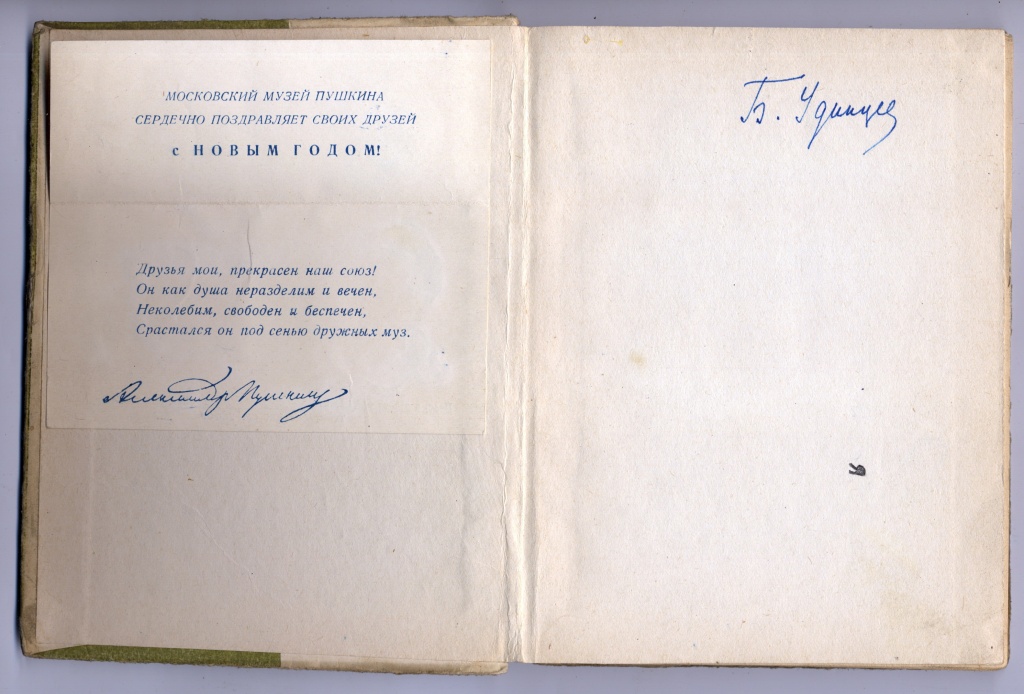 МОСКОВСКИЙ МУЗЕЙ ПУШКИНА
СЕРДЕЧНО ПОЗДРАВЛЯЕТ СВОИХ ДРУЗЕЙ
с НОВЫМ ГОДОМ!
Друзья мои, прекрасен наш союз!
Он как душа неразделим и вечен,
Неколебим, свободен и беспечен,
Срастался он под сенью дружных муз.
Александр Пушкин
Б. Удинцев